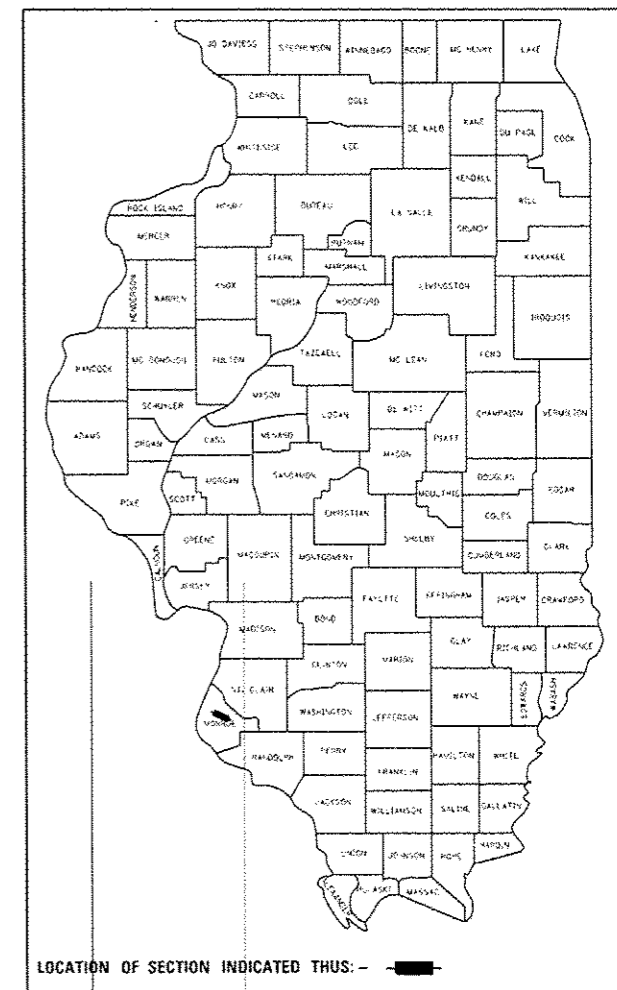 JO DAVIESS STEPHENSON WINNEBAGO BOONE MC HENRY LAKE
CARROLL OGLE DE KALB KANE DU PAGE COOK
WHITESIDE LEE KENDALL WILL
ROCK ISLAND HENRY BUREAU LA SALLE GRUNDY
MERCER STARK PUTNAM KANKAKEE
MARSHALL
HENDERSON WARREN KNOX PEORIA WOODFORD LIVINGSTON IROQUOIS
HANCOCK MC DONOUGH FULTON TAZEWELL MC LEAN FORD
SCHUYLER MASON LOGAN DE WITT CHAMPAIGN VERMILION
ADAMS CASS MENARD PIATT
MACON
PIKE SCOTT MORGAN SANGAMON MOULTRIE DOUGLAS EDGAR
CHRISTIAN COLES
CALHOUN GREENE MACOUPIN MONTGOMERY SHELBY CUMBERLAND CLARK
JERSEY FAYETTE EFFINGHAM JASPER CRAWFORD
MADISON BOND CLAY RICHLAND LAWRENCE
CLINTON MARION
ST. CLAIR WAYNE EDWARDS WABASH
MONROE WASHINGTON JEFFERSON
RANDOLPH PERRY HAMILTON WHITE
FRANKLIN
JACKSON WILLIAMSON SALINE GALLATIN
UNION JOHNSON POPE HARDIN
ALEXANDER PULASKI MASSAC
LOCATION OF SECTION INDICATED THUS: -